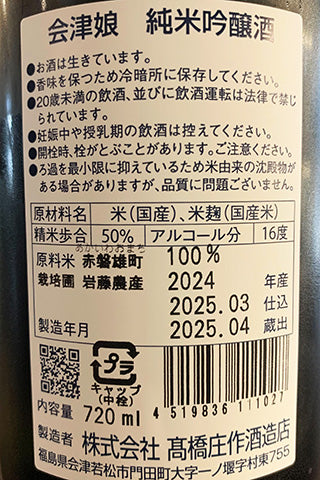 会津娘 純米吟醸酒
●お酒は生きています。
●香味を保つため冷暗所に保存してください。
●20歳未満の飲酒、並びに飲酒運転は法律で禁じ
られています。
●妊娠中や授乳期の飲酒は控えてください。
●開栓時、栓がとぶことがあります。ご注意ください。
●ろ過を最小限に抑えているため米由来の沈殿物が
ある場合がありますが、品質に問題ございません。
原材料名 米(国産)、米麹(国産米)
精米歩合 50% アルコール分 16度
あかいわおまち
原料米 赤磐雄町 100%
栽培圃 岩藤農産 2024 年産
2025.03 仕込
製造年月 2025.04 蔵出
プラ
キャップ
(中栓)
4 519836 111027
内容量 720ml
製造者 株式会社 髙橋庄作酒造店
福島県会津若松市門田町大字一ノ堰字村東755